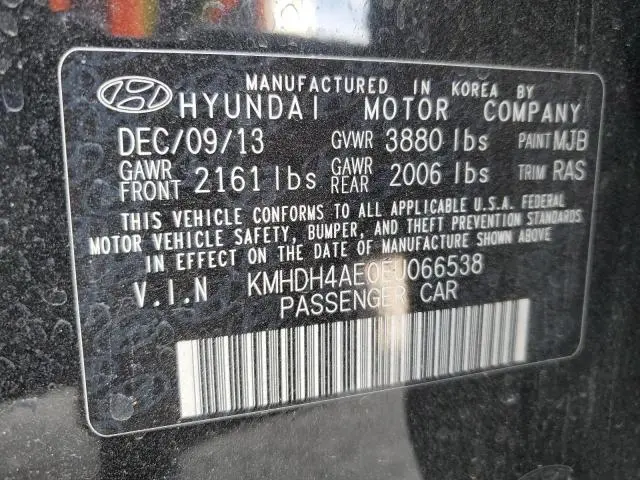 MANUFACTURED IN KOREA BY
HYUNDAI MOTOR COMPANY
DEC/09/13 GVWR 3880 lbs PAINT MJB
GAWR FRONT 2161 lbs GAWR REAR 2006 lbs TRIM RAS
THIS VEHICLE CONFORMS TO ALL APPLICABLE U.S.A. FEDERAL
MOTOR VEHICLE SAFETY, BUMPER, AND THEFT PREVENTION STANDARDS
IN EFFECT ON THE DATE OF MANUFACTURE SHOWN ABOVE.
V.I.N KMHDH4AE0EU066538
PASSENGER CAR